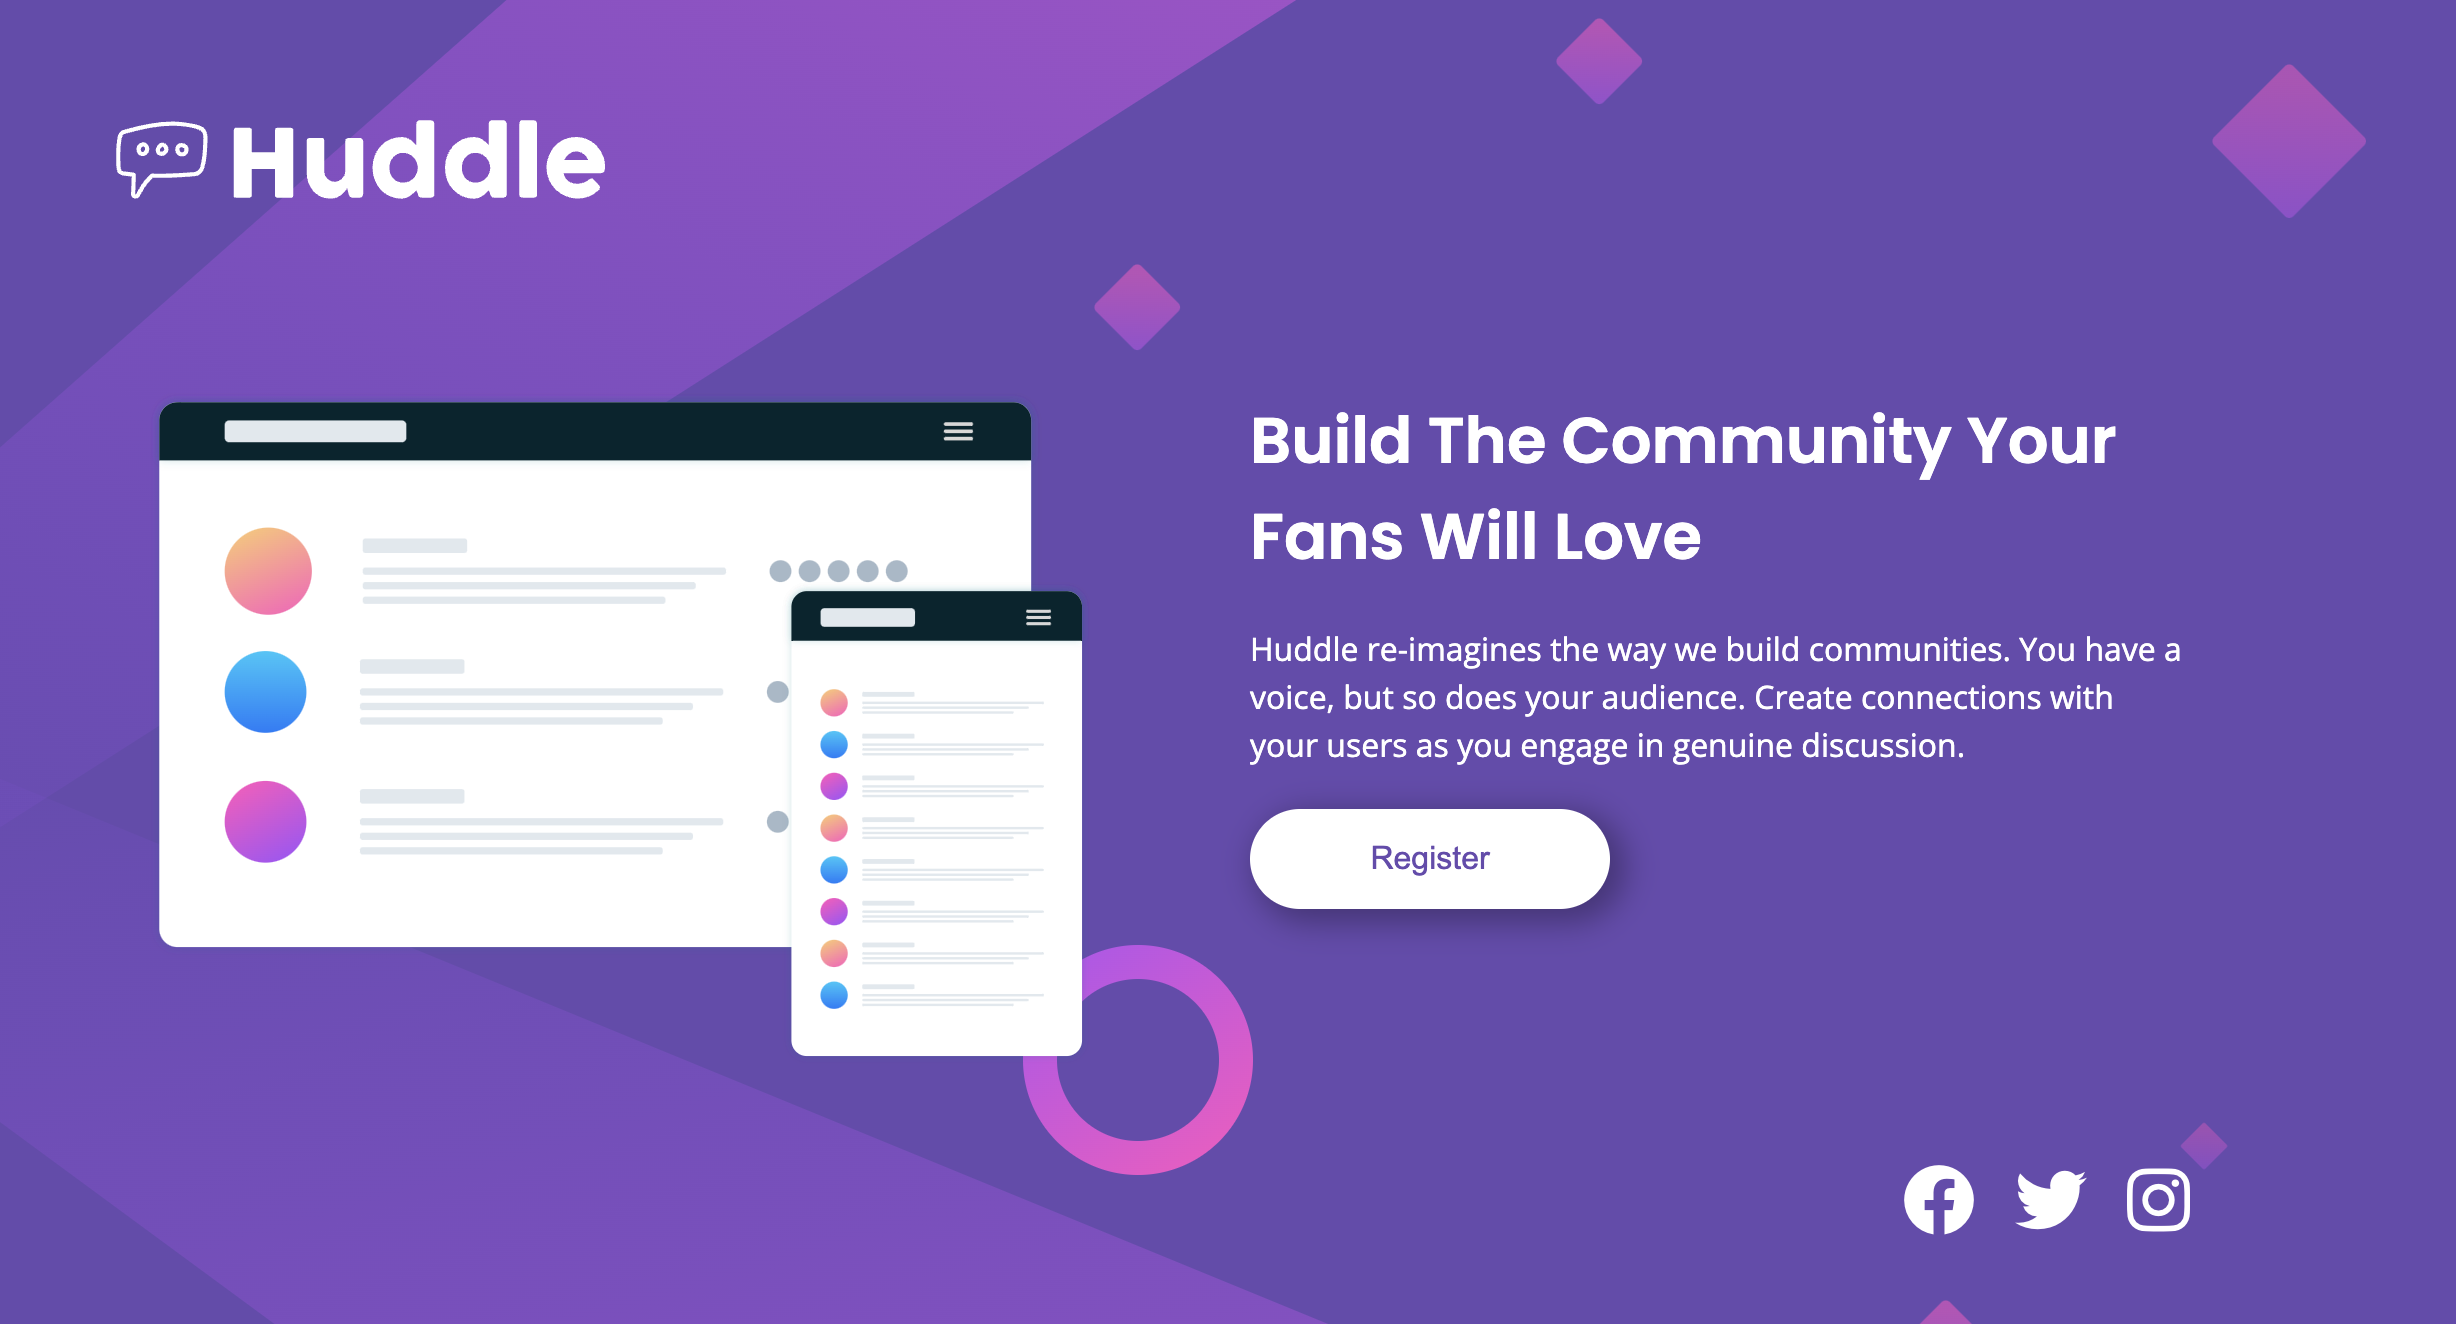 Huddle
Build The Community Your
Fans Will Love
Huddle re-imagines the way we build communities. You have a
voice, but so does your audience. Create connections with
your users as you engage in genuine discussion.
Register